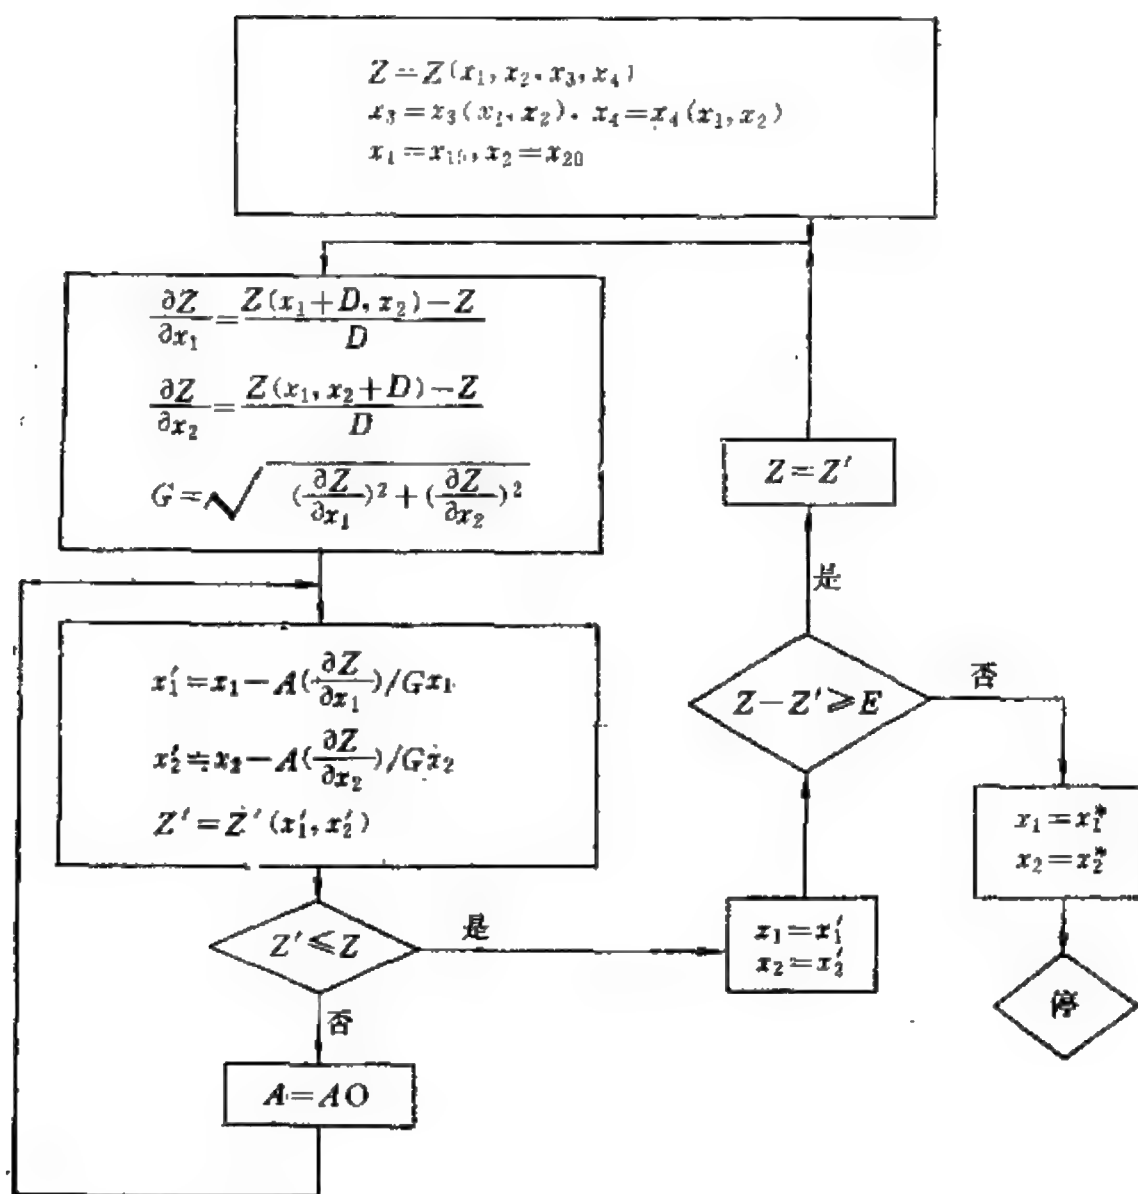 Z=Z(x₁,x₂,x₃,x₄)
x₃=x₃(x₁,x₂), x₄=x₄(x₁,x₂)
x₁=x₁₀,x₂=x₂₀
∂Z/∂x₁=(Z(x₁+D,x₂)-Z)/D
∂Z/∂x₂=(Z(x₁,x₂+D)-Z)/D
G=√((∂Z/∂x₁)²+(∂Z/∂x₂)²)
x₁′=x₁-A(∂Z/∂x₁)/Gx₁
x₂′=x₂-A(∂Z/∂x₂)/Gx₂
Z′=Z′(x₁′,x₂′)
Z′≤Z
是
否
A=AO
x₁=x₁′
x₂=x₂′
Z-Z′≥E
是
否
Z=Z′
x₁=x₁*
x₂=x₂*
停